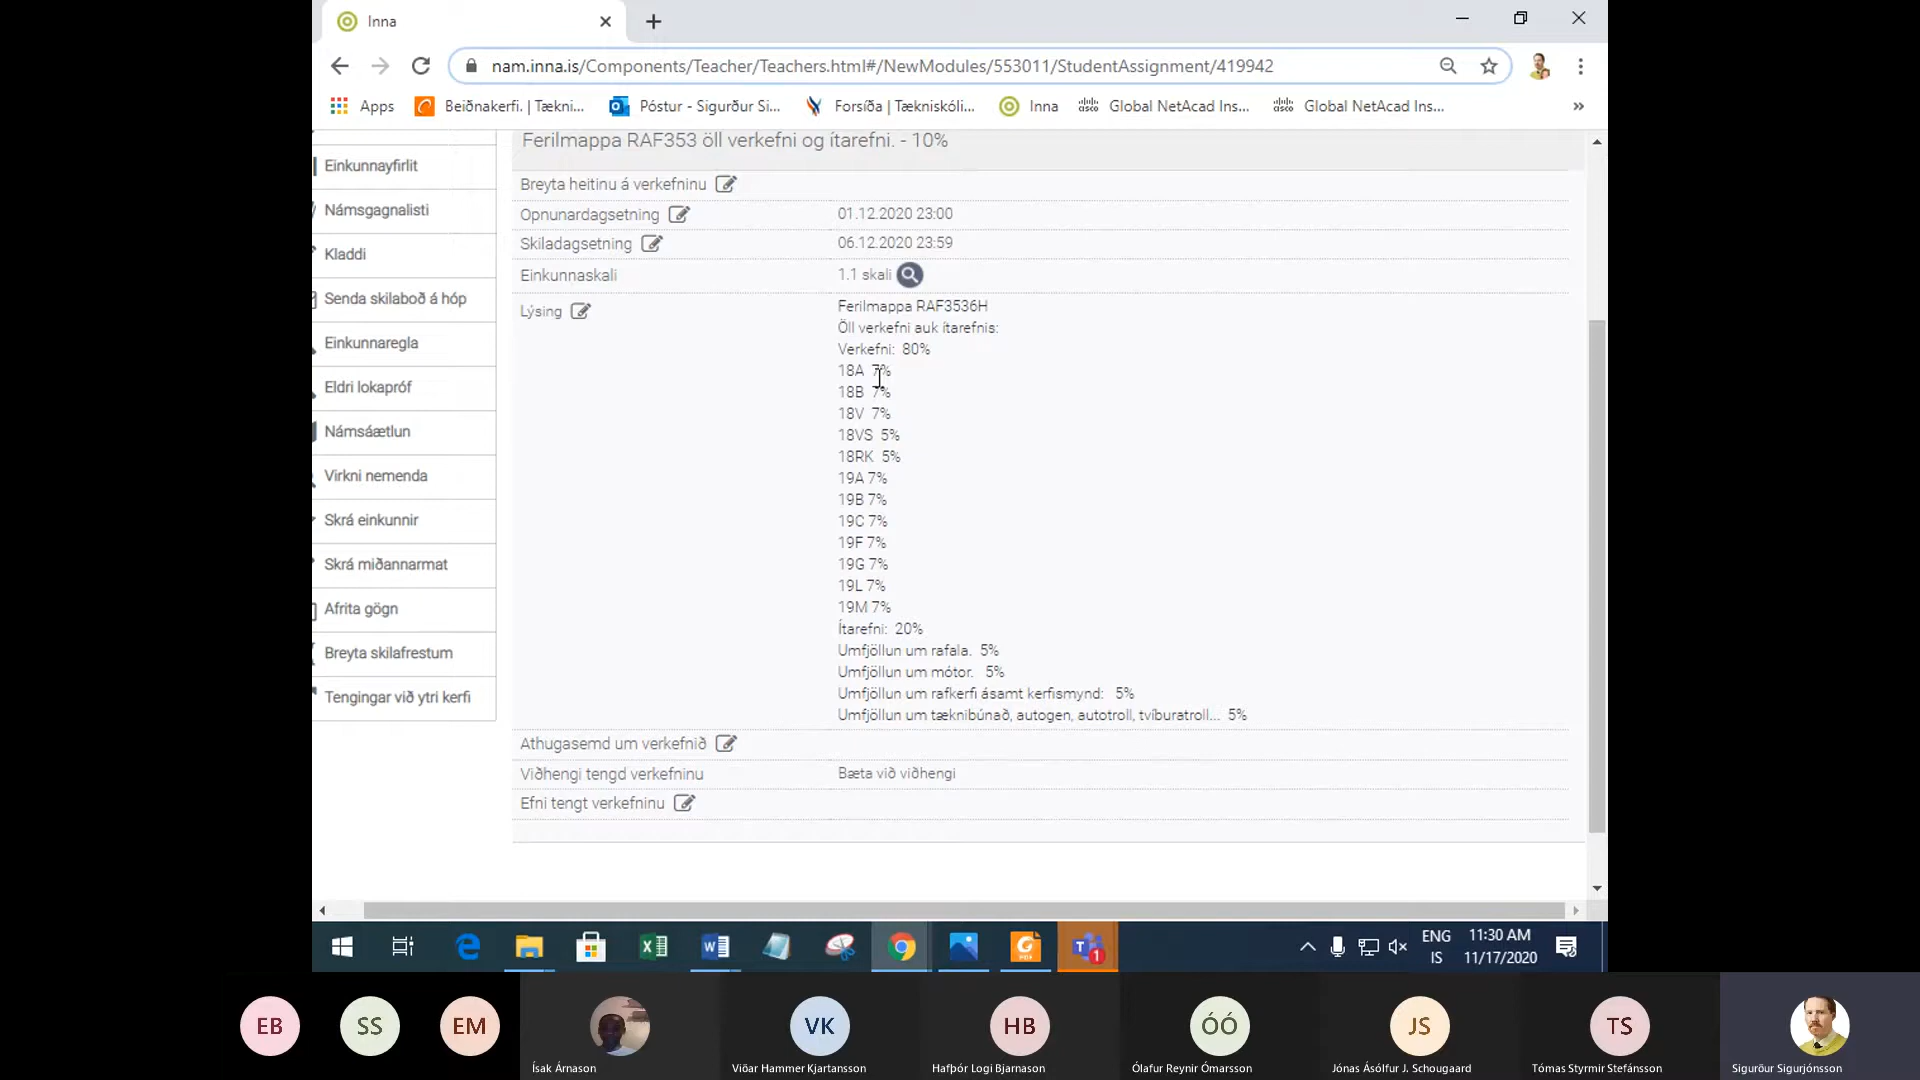 Inna
nam.inna.is/Components/Teacher/Teachers.html#/NewModules/553011/StudentAssignment/419942
Apps Beiðnakerfi. | Tækni... Póstur - Sigurður Si... Forsíða | Tækniskóli... Inna Global NetAcad Ins... Global NetAcad Ins... »
Ferilmappa RAF353 öll verkefni og ítarefni. - 10%
Einkunnayfirlit
Námsgagnalisti
Kladdi
Senda skilaboð á hóp
Einkunnaregla
Eldri lokapróf
Námsáætlun
Virkni nemenda
Skrá einkunnir
Skrá miðannarmat
Afrita gögn
Breyta skilafrestum
Tengingar við ytri kerfi
Breyta heitinu á verkefninu
Opnunardagsetning 01.12.2020 23:00
Skiladagsetning 06.12.2020 23:59
Einkunnaskali 1.1 skali
Lýsing Ferilmappa RAF3536H
Öll verkefni auk ítarefnis:
Verkefni: 80%
18A 7%
18B 7%
18V 7%
18VS 5%
18RK 5%
19A 7%
19B 7%
19C 7%
19F 7%
19G 7%
19L 7%
19M 7%
Ítarefni: 20%
Umfjöllun um rafala. 5%
Umfjöllun um mótor. 5%
Umfjöllun um rafkerfi ásamt kerfismynd: 5%
Umfjöllun um tæknibúnað, autogen, autotroll, tvíburatroll... 5%
Athugasemd um verkefnið
Viðhengi tengd verkefninu Bæta við viðhengi
Efni tengt verkefninu
ENG
IS
11:30 AM
11/17/2020
1
EB SS EM VK HB ÓÓ JS TS
Ísak Árnason Viðar Hammer Kjartansson Hafþór Logi Bjarnason Ólafur Reynir Ómarsson Jónas Ásólfur J. Schougaard Tómas Styrmir Stefánsson Sigurður Sigurjónsson